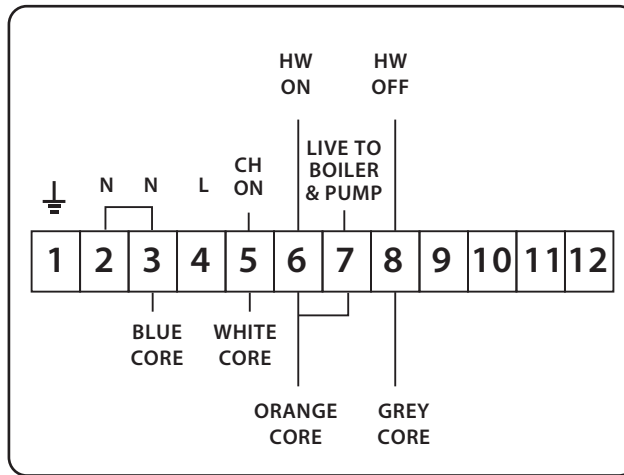 HW
ON
HW
OFF
LIVE TO
BOILER
& PUMP
CH
ON
N N L
1 2 3 4 5 6 7 8 9 10 11 12
BLUE
CORE
WHITE
CORE
ORANGE
CORE
GREY
CORE